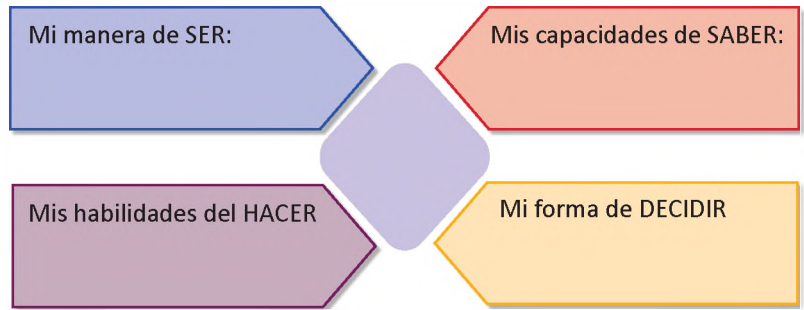 Mi manera de SER:
Mis capacidades de SABER:
Mis habilidades del HACER
Mi forma de DECIDIR